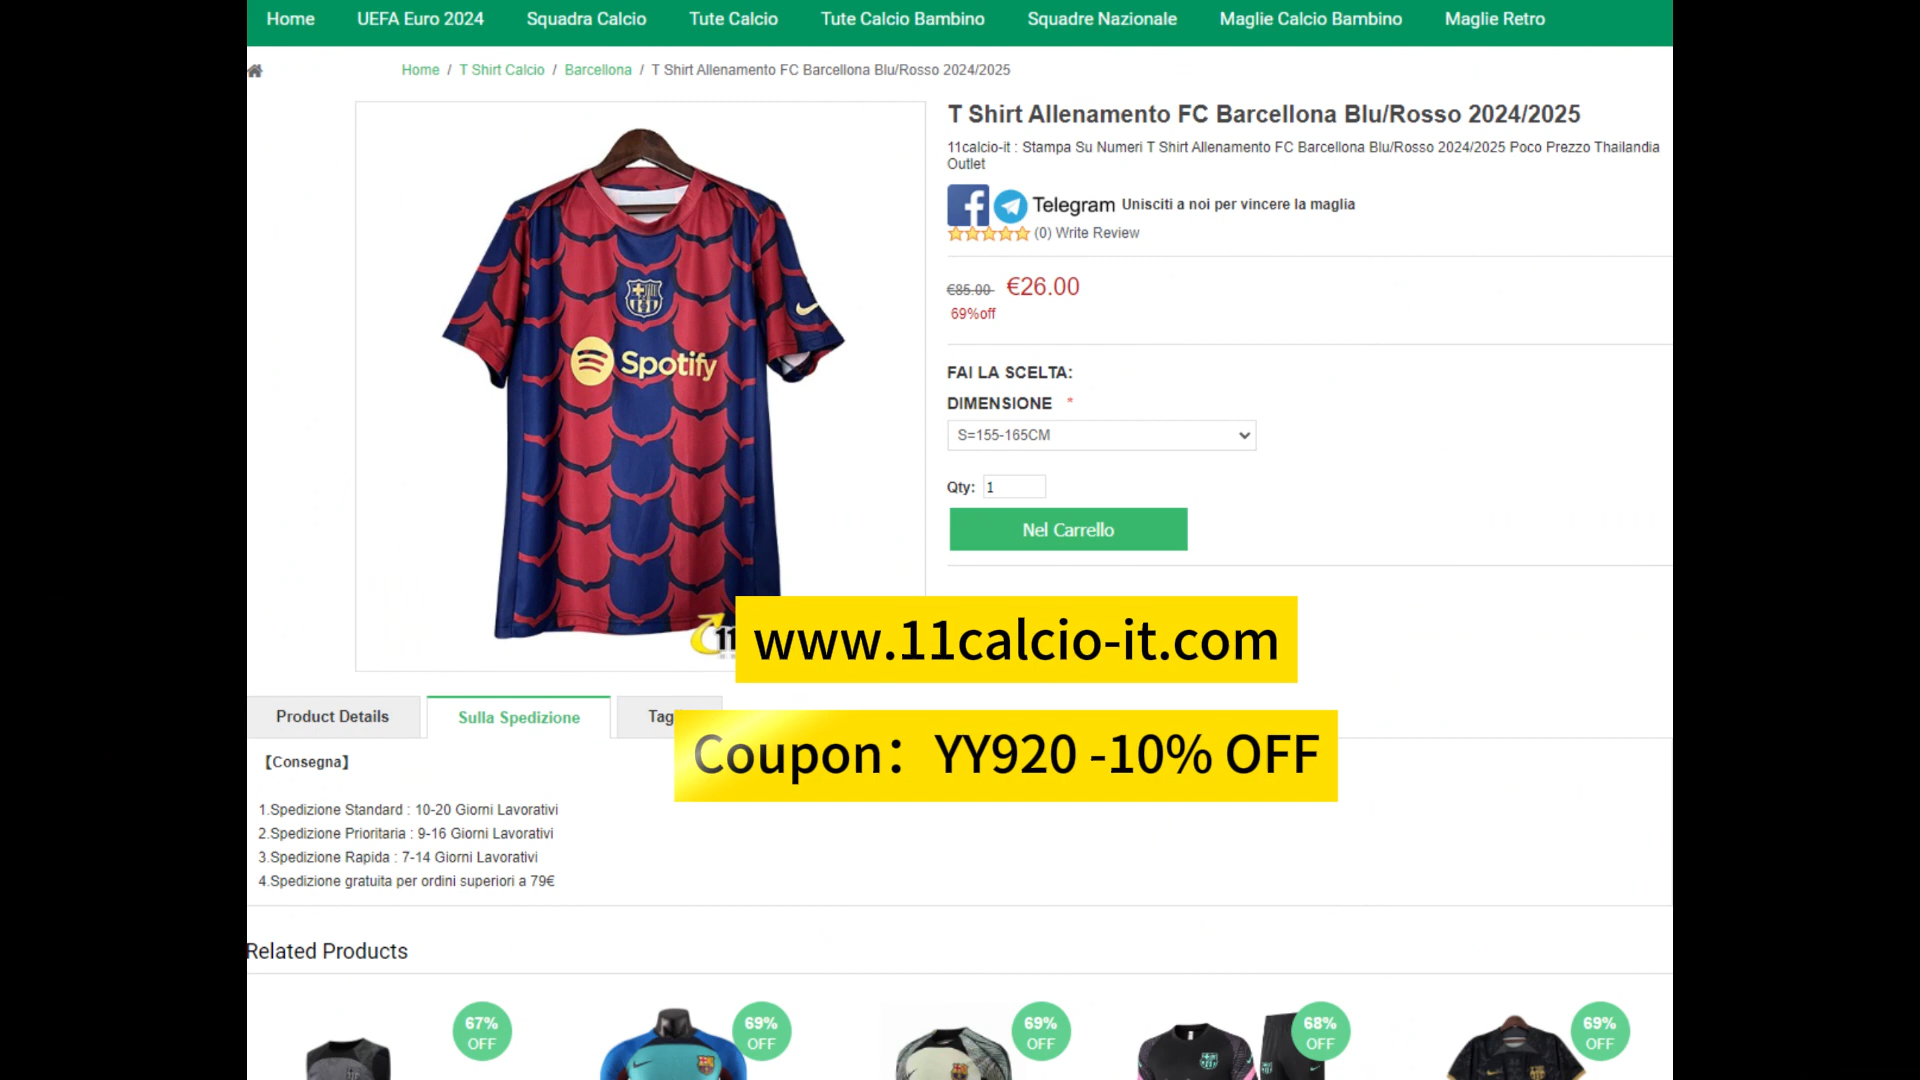 Home UEFA Euro 2024 Squadra Calcio Tute Calcio Tute Calcio Bambino Squadre Nazionale Maglie Calcio Bambino Maglie Retro
Home / T Shirt Calcio / Barcellona / T Shirt Allenamento FC Barcellona Blu/Rosso 2024/2025
T Shirt Allenamento FC Barcellona Blu/Rosso 2024/2025
11calcio-it : Stampa Su Numeri T Shirt Allenamento FC Barcellona Blu/Rosso 2024/2025 Poco Prezzo Thailandia
Outlet
Telegram Unisciti a noi per vincere la maglia
(0) Write Review
€85.00 €26.00
69%off
Spotify
FAI LA SCELTA:
DIMENSIONE *
S=155-165CM
Qty: 1
Nel Carrello
11
www.11calcio-it.com
Product Details Sulla Spedizione Tag
Coupon：YY920 -10% OFF
【Consegna】
1.Spedizione Standard : 10-20 Giorni Lavorativi
2.Spedizione Prioritaria : 9-16 Giorni Lavorativi
3.Spedizione Rapida : 7-14 Giorni Lavorativi
4.Spedizione gratuita per ordini superiori a 79€
Related Products
67%
OFF
69%
OFF
69%
OFF
68%
OFF
69%
OFF